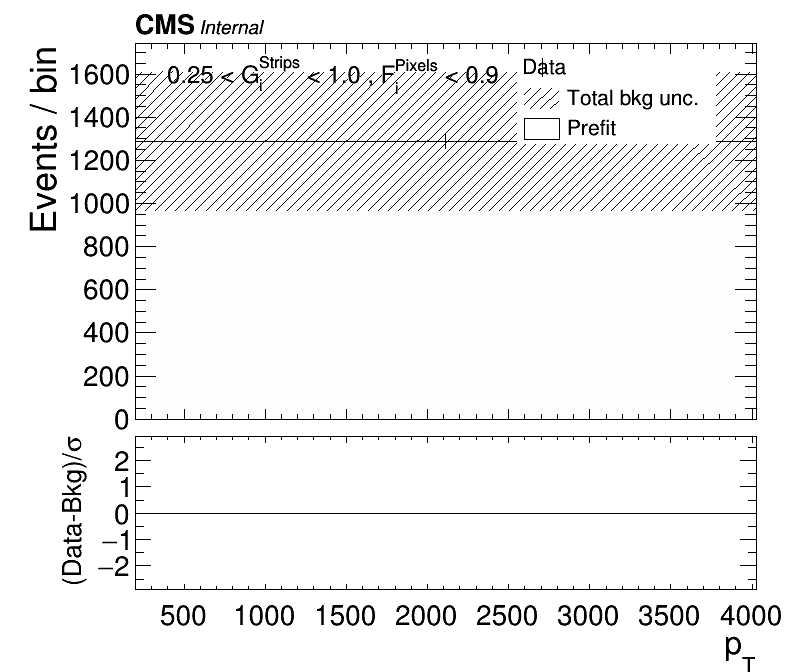 CMS Internal
0.25 < G_i^Strips < 1.0 , F_i^Pixels < 0.9
Data
Total bkg unc.
Prefit
Events / bin
1600
1400
1200
1000
800
600
400
200
0
(Data-Bkg)/σ
2
1
0
−1
−2
500 1000 1500 2000 2500 3000 3500 4000
p_T